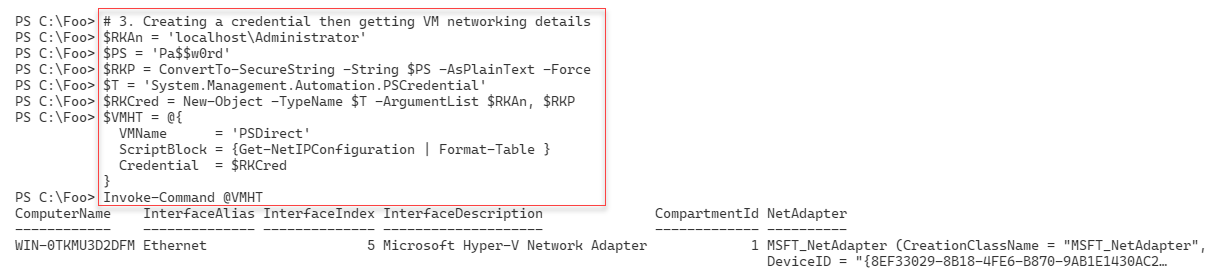 PS C:\Foo> # 3. Creating a credential then getting VM networking details
PS C:\Foo> $RKAn = 'localhost\Administrator'
PS C:\Foo> $PS = 'Pa$$w0rd'
PS C:\Foo> $RKP = ConvertTo-SecureString -String $PS -AsPlainText -Force
PS C:\Foo> $T = 'System.Management.Automation.PSCredential'
PS C:\Foo> $RKCred = New-Object -TypeName $T -ArgumentList $RKAn, $RKP
PS C:\Foo> $VMHT = @{
VMName      = 'PSDirect'
ScriptBlock = {Get-NetIPConfiguration | Format-Table }
Credential  = $RKCred
}
PS C:\Foo> Invoke-Command @VMHT
ComputerName    InterfaceAlias InterfaceIndex InterfaceDescription              CompartmentId NetAdapter
------------    -------------- -------------- --------------------              ------------- ----------
WIN-0TKMU3D2DFM Ethernet                    5 Microsoft Hyper-V Network Adapter             1 MSFT_NetAdapter (CreationClassName = "MSFT_NetAdapter",
DeviceID = "{8EF33029-8B18-4FE6-B870-9AB1E1430AC2…